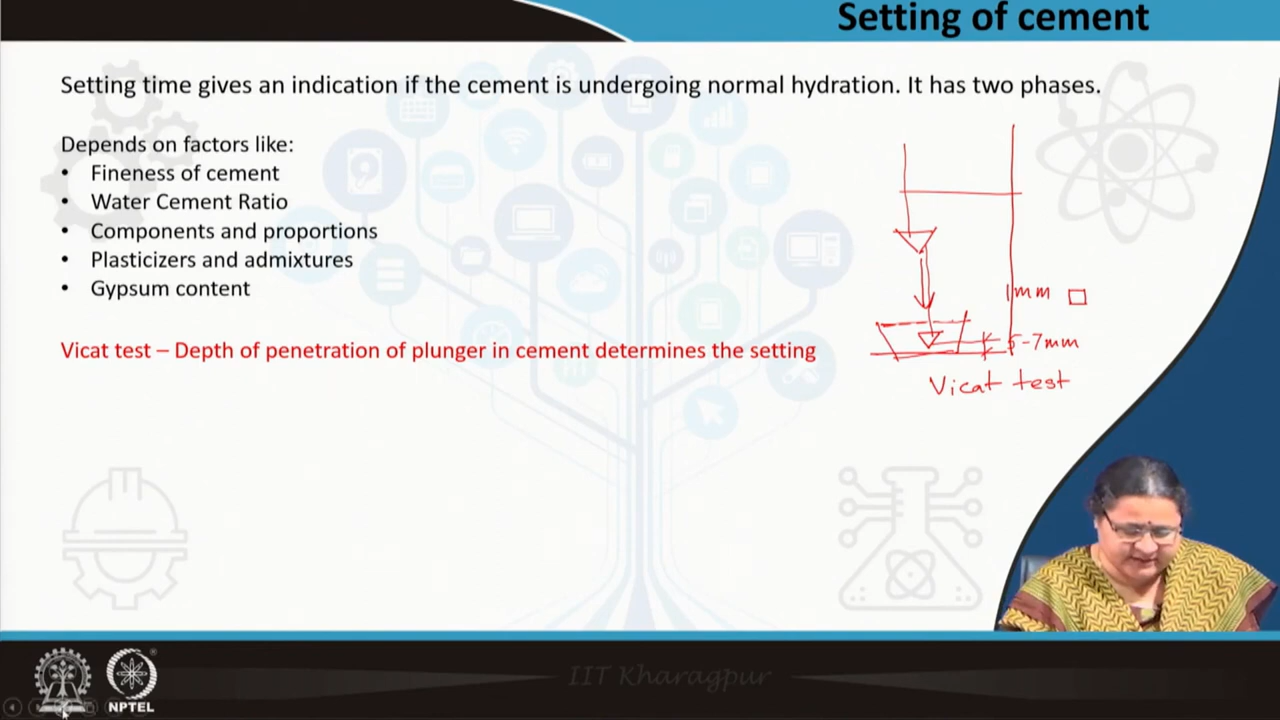 Setting of cement
Setting time gives an indication if the cement is undergoing normal hydration. It has two phases.
Depends on factors like:
• Fineness of cement
• Water Cement Ratio
• Components and proportions
• Plasticizers and admixtures
• Gypsum content
Vicat test – Depth of penetration of plunger in cement determines the setting
1mm
5-7mm
Vicat test
IIT Kharagpur
NPTEL